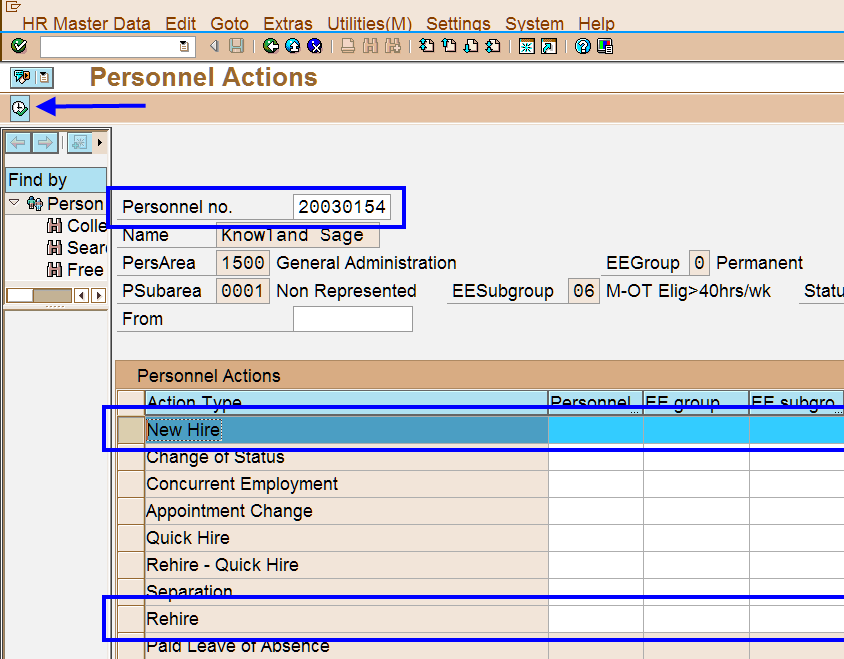 HR Master Data Edit Goto Extras Utilities(M) Settings System Help
Personnel Actions
Find by
Person
Colle
Sear
Free
Personnel no. 20030154
Name Knowland Sage
PersArea 1500 General Administration EEGroup 0 Permanent
PSubarea 0001 Non Represented EESubgroup 06 M-OT Elig>40hrs/wk Statu
From
Personnel Actions
Action Type Personnel... EE group EE subgro...
New Hire
Change of Status
Concurrent Employment
Appointment Change
Quick Hire
Rehire - Quick Hire
Separation
Rehire
Paid Leave of Absence